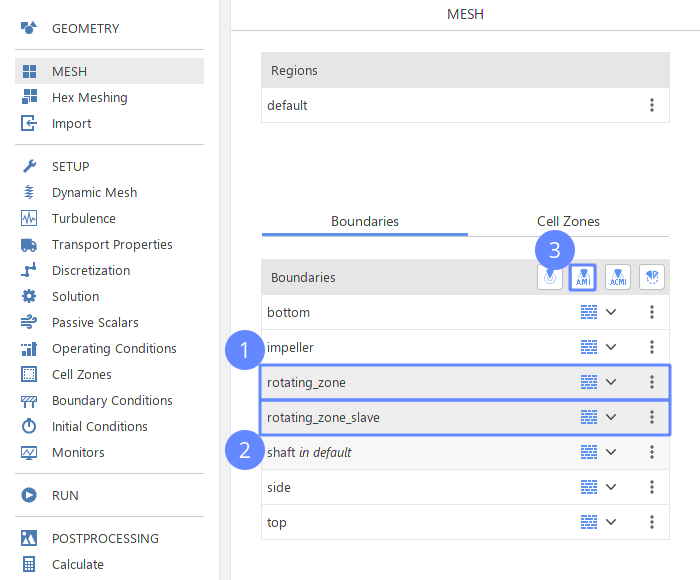 GEOMETRY
MESH
Hex Meshing
Import
SETUP
Dynamic Mesh
Turbulence
Transport Properties
Discretization
Solution
Passive Scalars
Operating Conditions
Cell Zones
Boundary Conditions
Initial Conditions
Monitors
RUN
POSTPROCESSING
Calculate
MESH
Regions
default
Boundaries Cell Zones
3
Boundaries AMI ACMI
bottom
1
impeller
rotating_zone
rotating_zone_slave
2
shaft in default
side
top